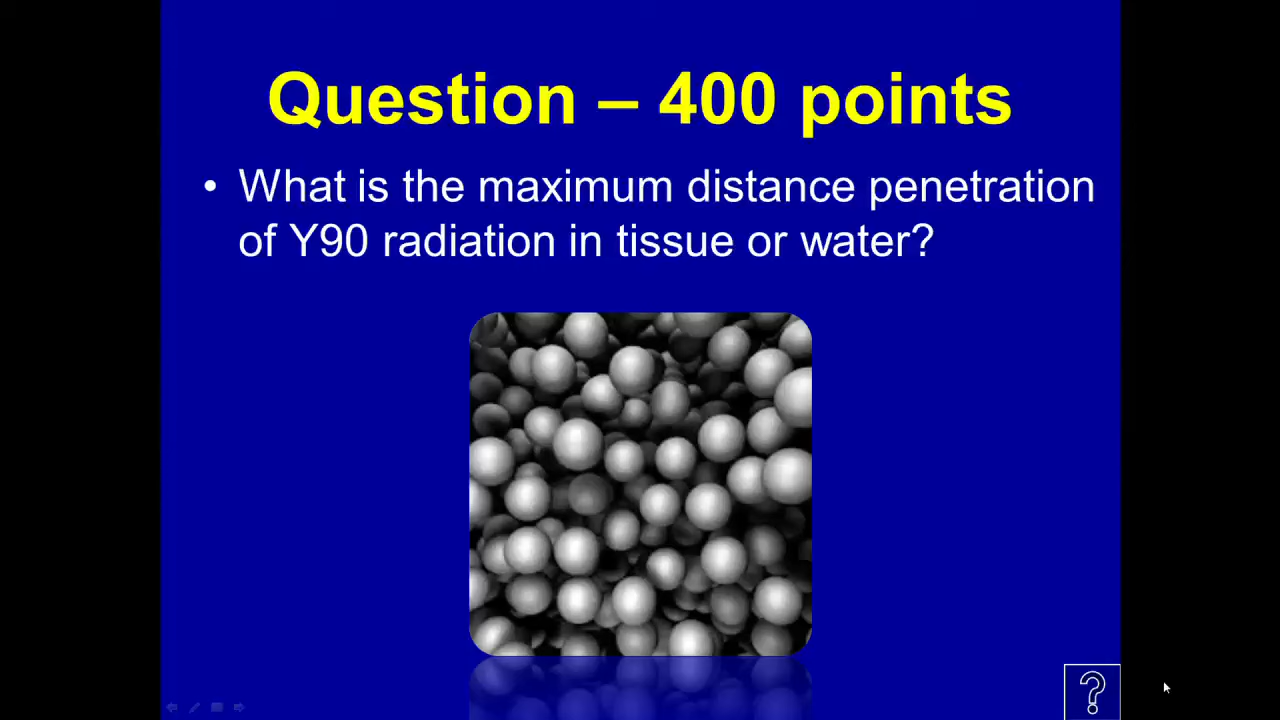 Question – 400 points
• What is the maximum distance penetration
of Y90 radiation in tissue or water?
?